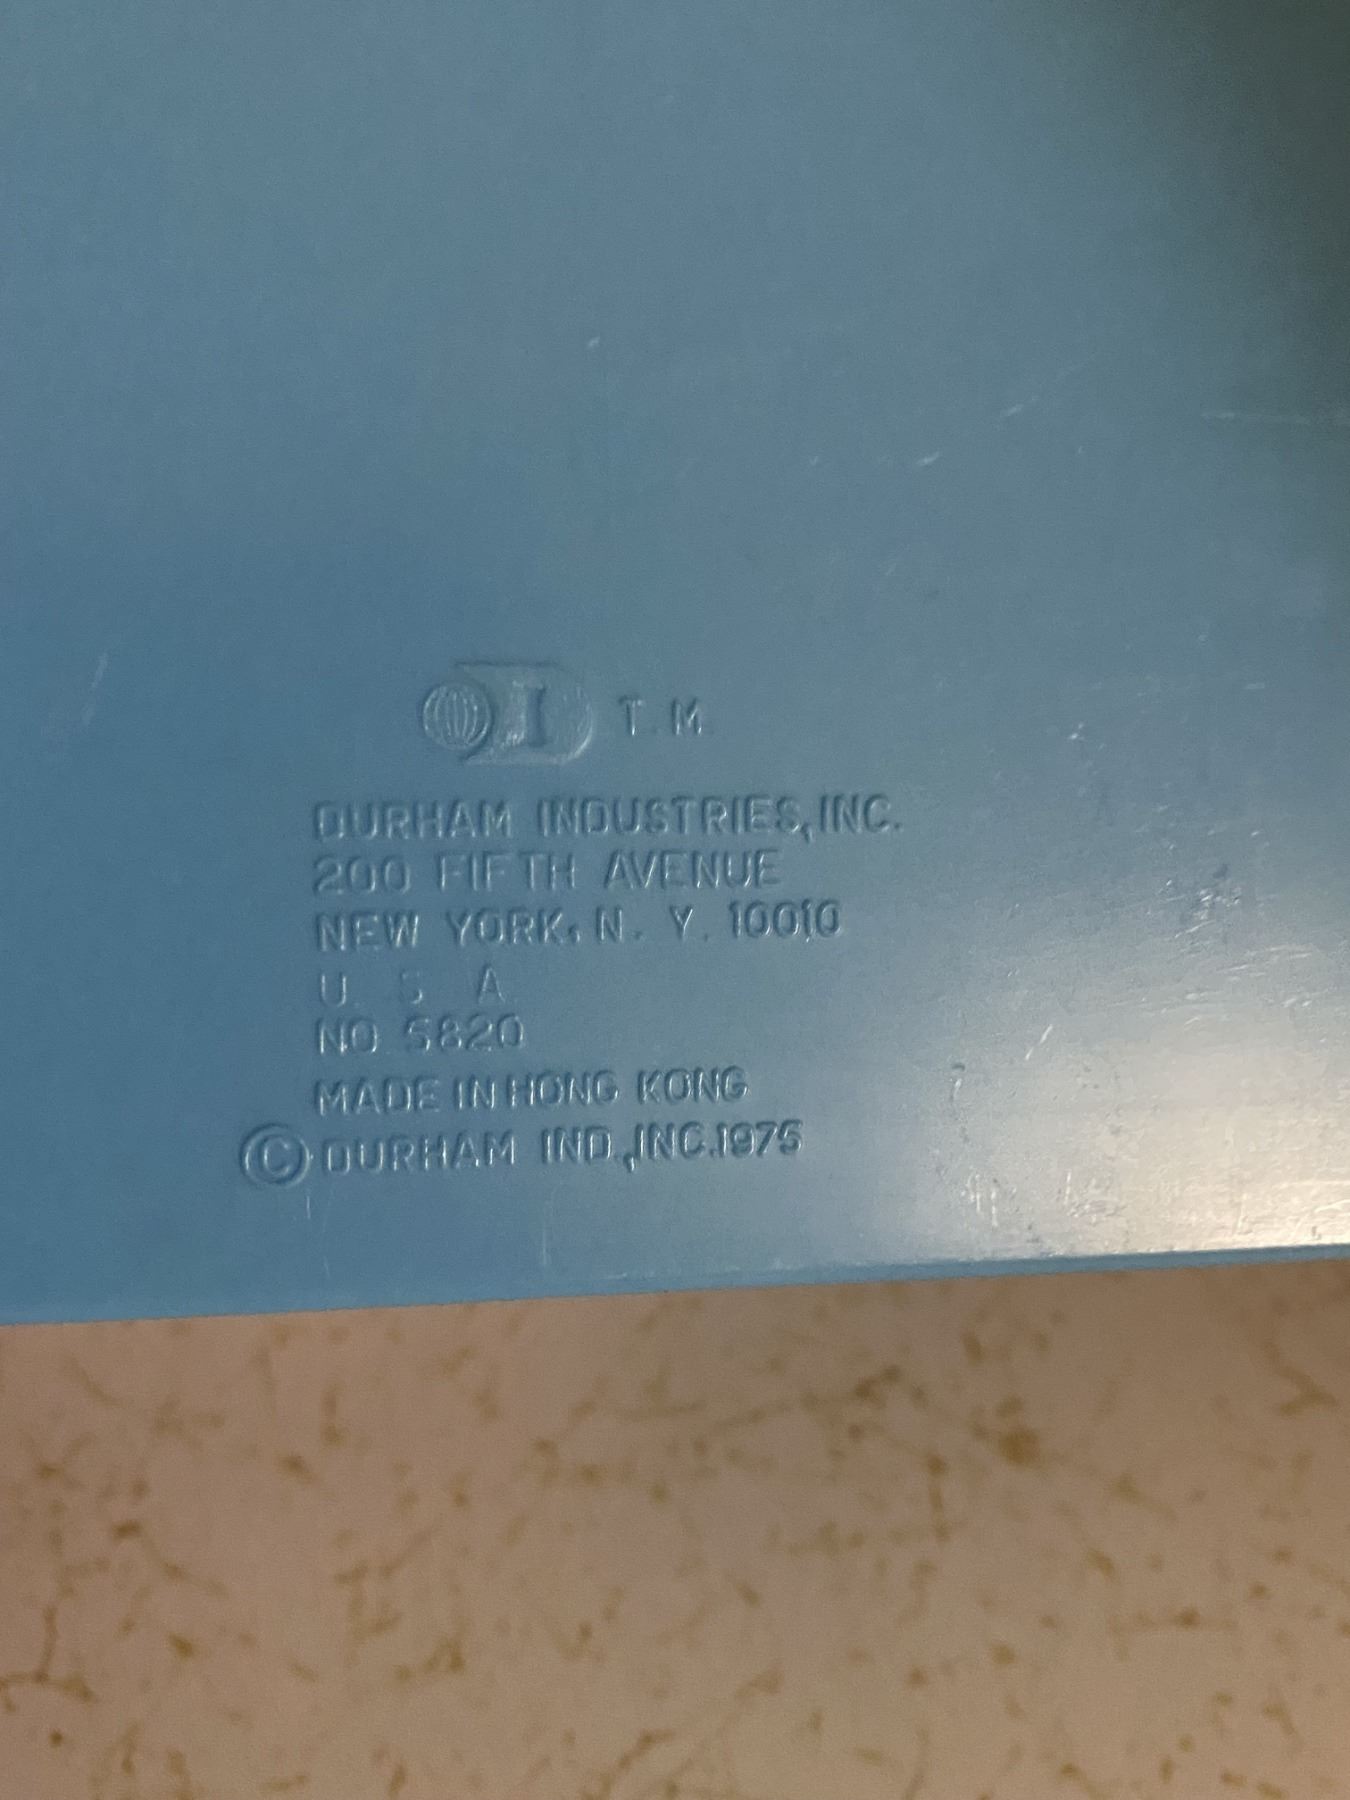 I T. M.
DURHAM INDUSTRIES, INC.
200 FIFTH AVENUE
NEW YORK, N. Y. 10010
U. S. A.
NO. 5820
MADE IN HONG KONG
© DURHAM IND., INC. 1975